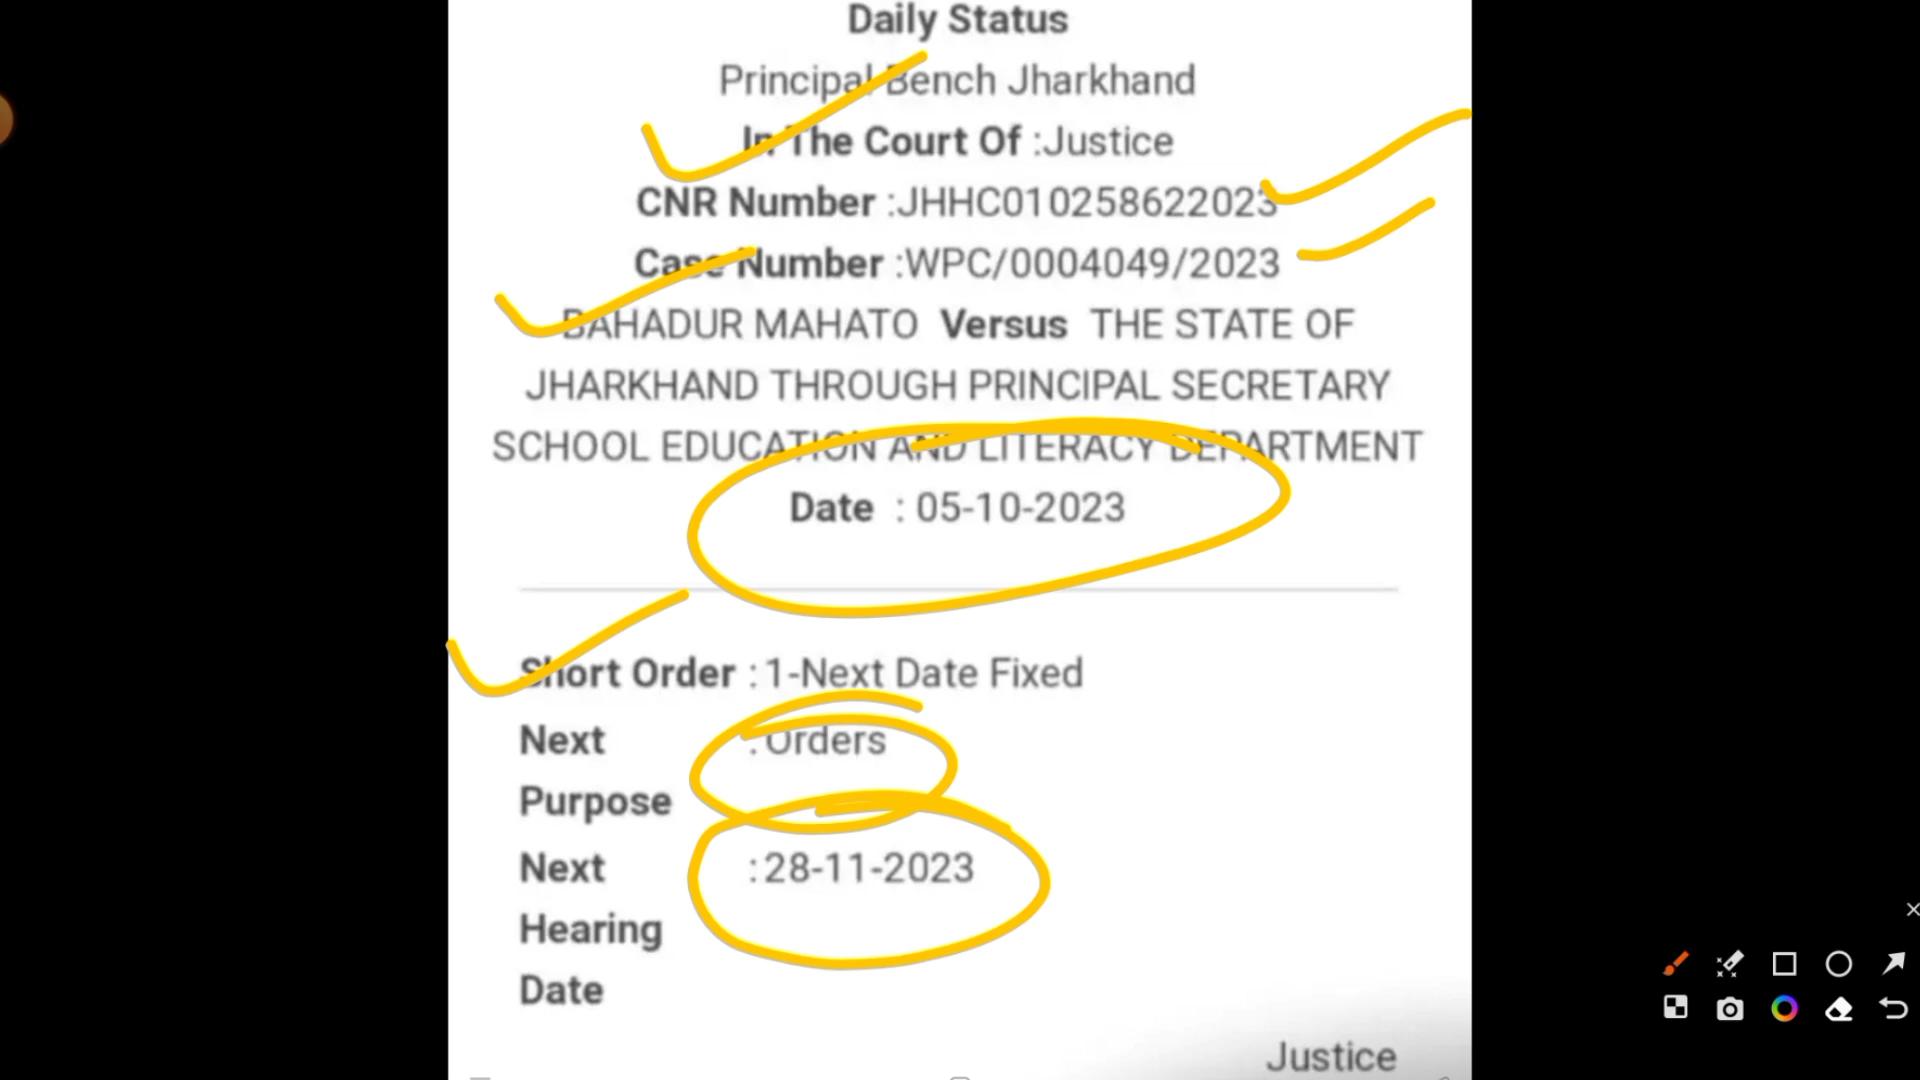 Daily Status
Principal Bench Jharkhand
In The Court Of :Justice
CNR Number :JHHC010258622023
Case Number :WPC/0004049/2023
BAHADUR MAHATO Versus THE STATE OF
JHARKHAND THROUGH PRINCIPAL SECRETARY
SCHOOL EDUCATION AND LITERACY DEPARTMENT
Date : 05-10-2023
Short Order : 1-Next Date Fixed
Next : Orders
Purpose
Next : 28-11-2023
Hearing
Date
Justice